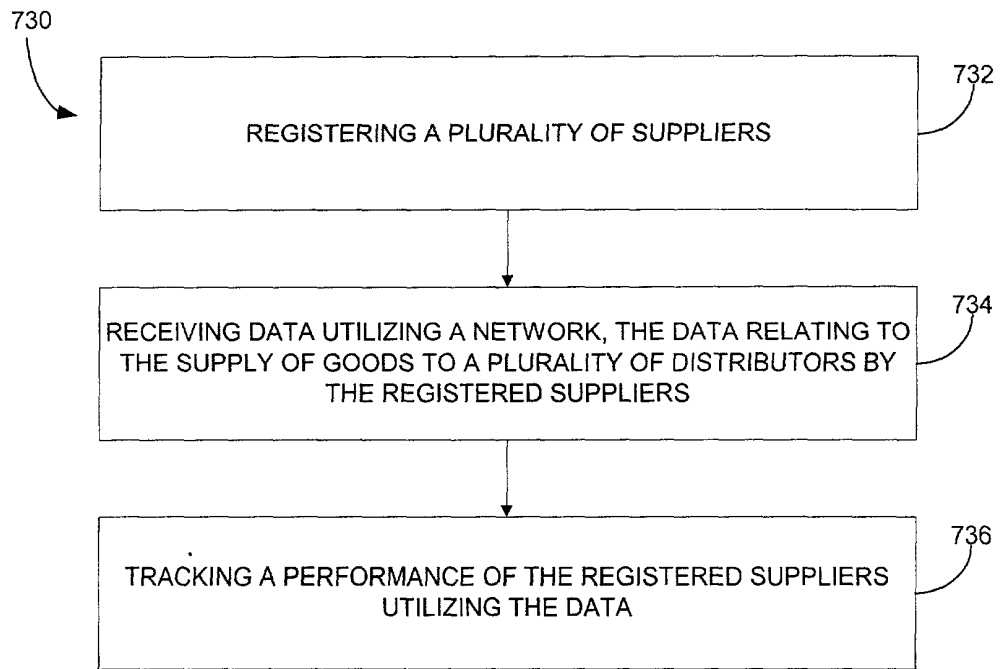 730
732
REGISTERING A PLURALITY OF SUPPLIERS
734
RECEIVING DATA UTILIZING A NETWORK, THE DATA RELATING TO
THE SUPPLY OF GOODS TO A PLURALITY OF DISTRIBUTORS BY
THE REGISTERED SUPPLIERS
736
TRACKING A PERFORMANCE OF THE REGISTERED SUPPLIERS
UTILIZING THE DATA